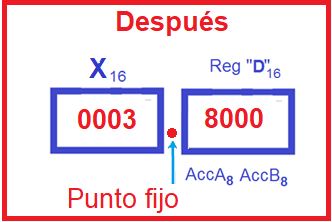 Después
X16 Reg "D"16
0003 . 8000
AccA8 AccB8
Punto fijo